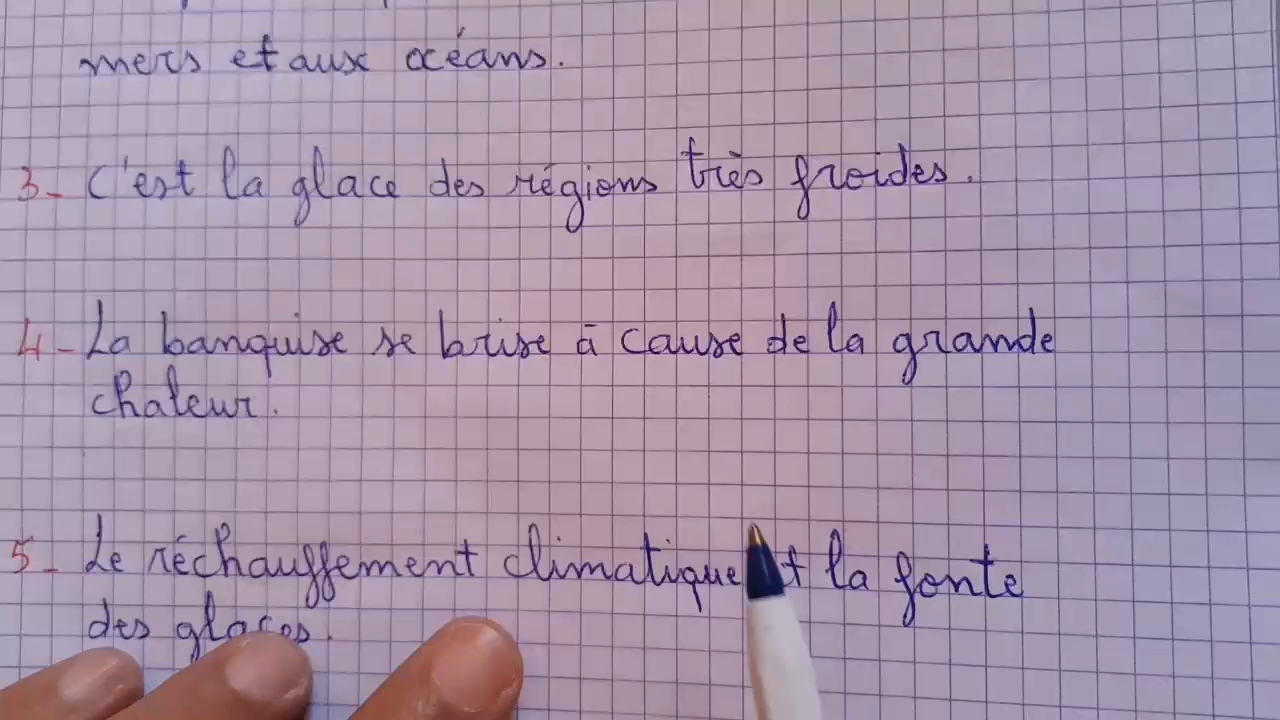 mers et aux océans.
3- C'est la glace des régions très froides.
4- La banquise se brise à cause de la grande
chaleur.
5- Le réchauffement climatique et la fonte
des glaces.